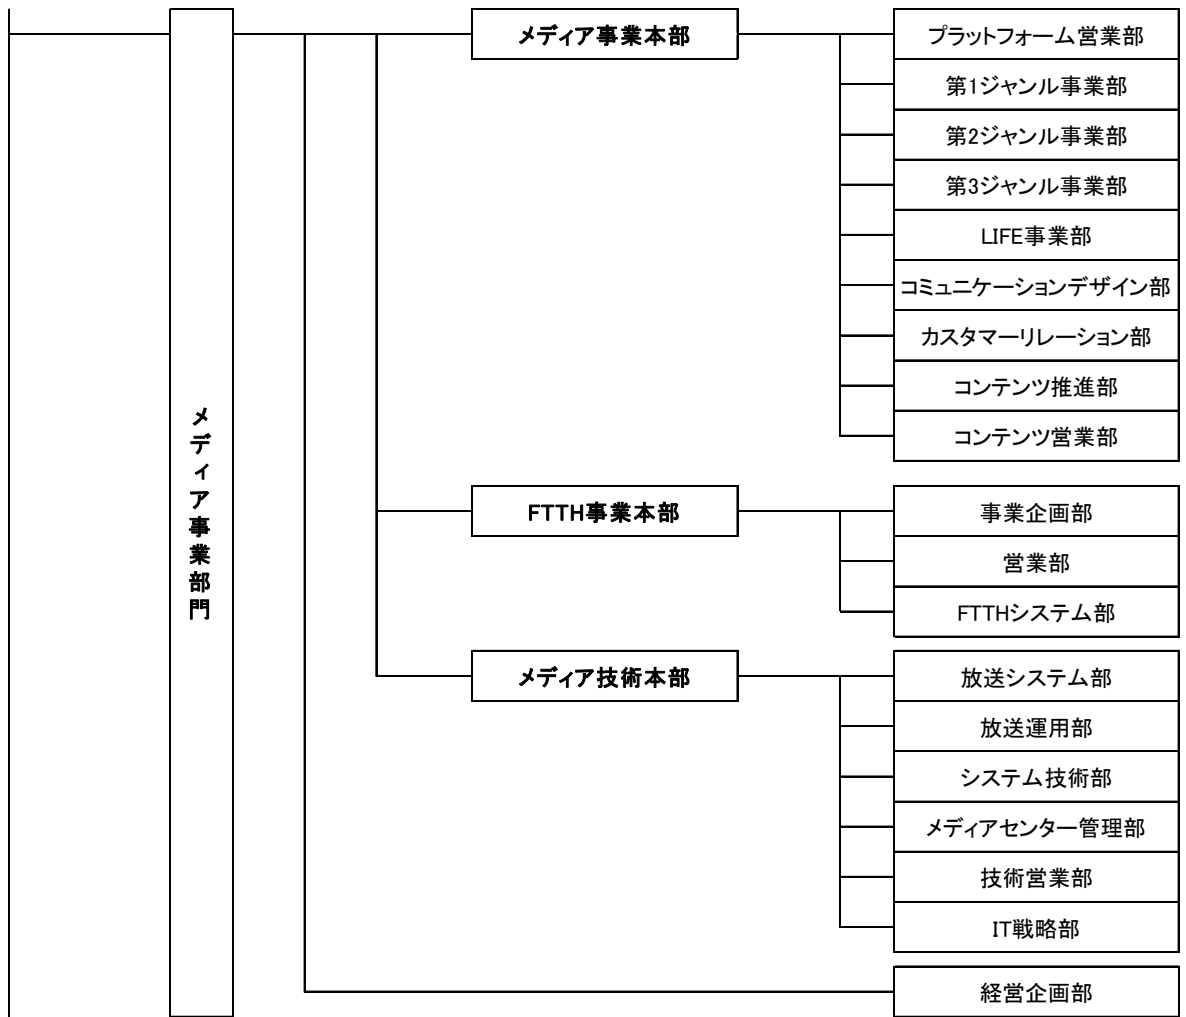 メディア事業部門
メディア事業本部
プラットフォーム営業部
第1ジャンル事業部
第2ジャンル事業部
第3ジャンル事業部
LIFE事業部
コミュニケーションデザイン部
カスタマーリレーション部
コンテンツ推進部
コンテンツ営業部
FTTH事業本部
事業企画部
営業部
FTTHシステム部
メディア技術本部
放送システム部
放送運用部
システム技術部
メディアセンター管理部
技術営業部
IT戦略部
経営企画部